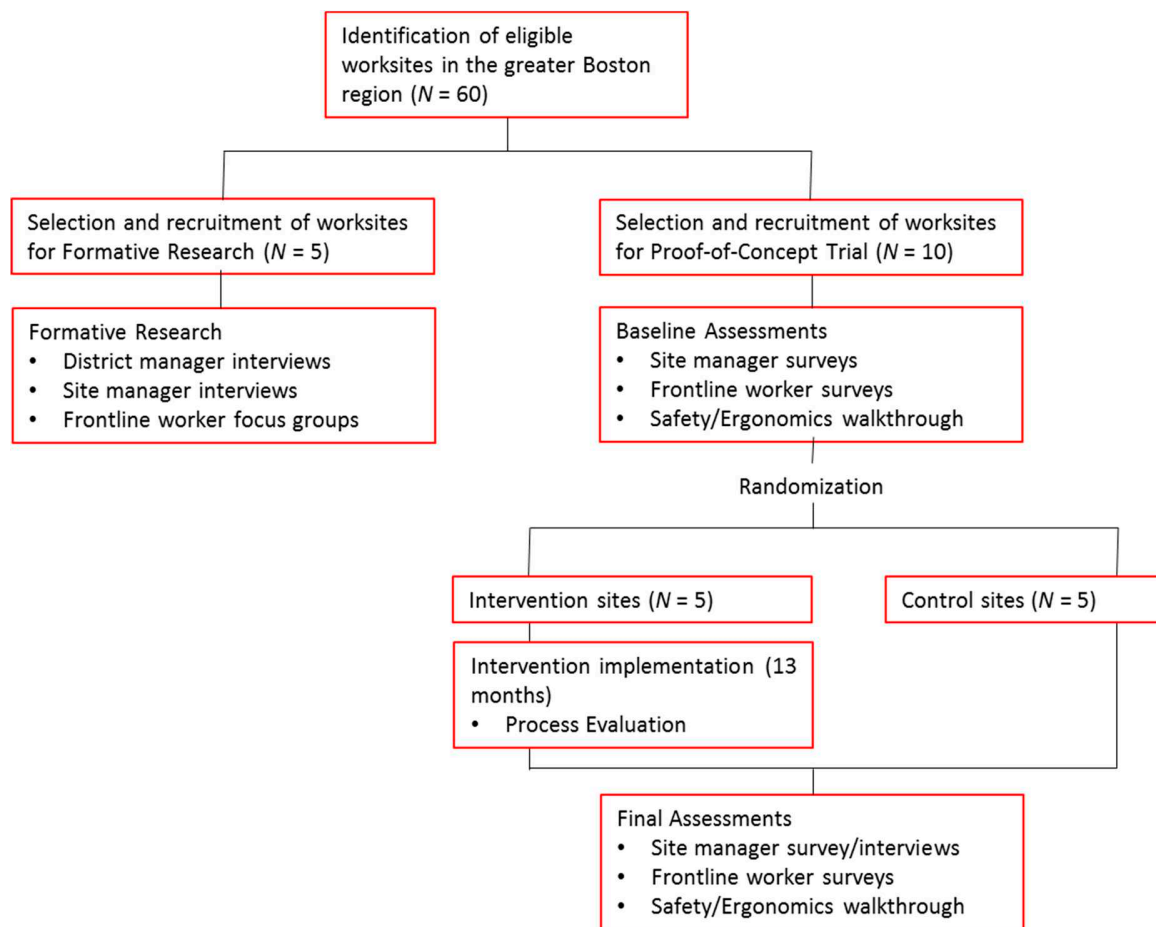 Identification of eligible
worksites in the greater Boston
region (N = 60)
Selection and recruitment of worksites
for Formative Research (N = 5)
Selection and recruitment of worksites
for Proof-of-Concept Trial (N = 10)
Formative Research
• District manager interviews
• Site manager interviews
• Frontline worker focus groups
Baseline Assessments
• Site manager surveys
• Frontline worker surveys
• Safety/Ergonomics walkthrough
Randomization
Intervention sites (N = 5)
Control sites (N = 5)
Intervention implementation (13
months)
• Process Evaluation
Final Assessments
• Site manager survey/interviews
• Frontline worker surveys
• Safety/Ergonomics walkthrough